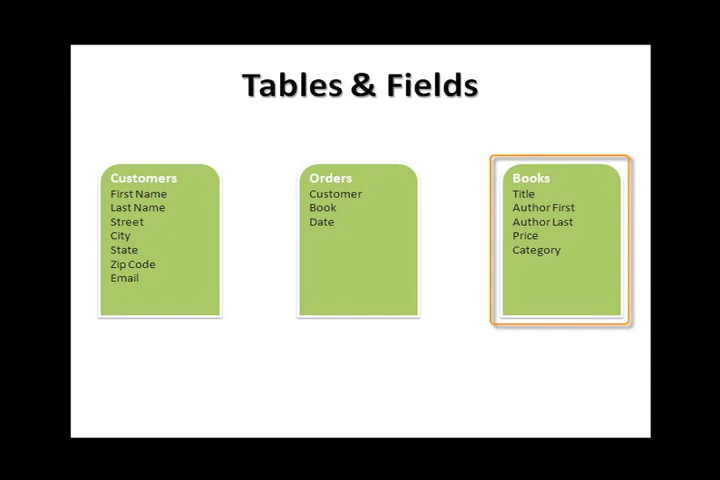 Tables & Fields
Customers
First Name
Last Name
Street
City
State
Zip Code
Email
Orders
Customer
Book
Date
Books
Title
Author First
Author Last
Price
Category